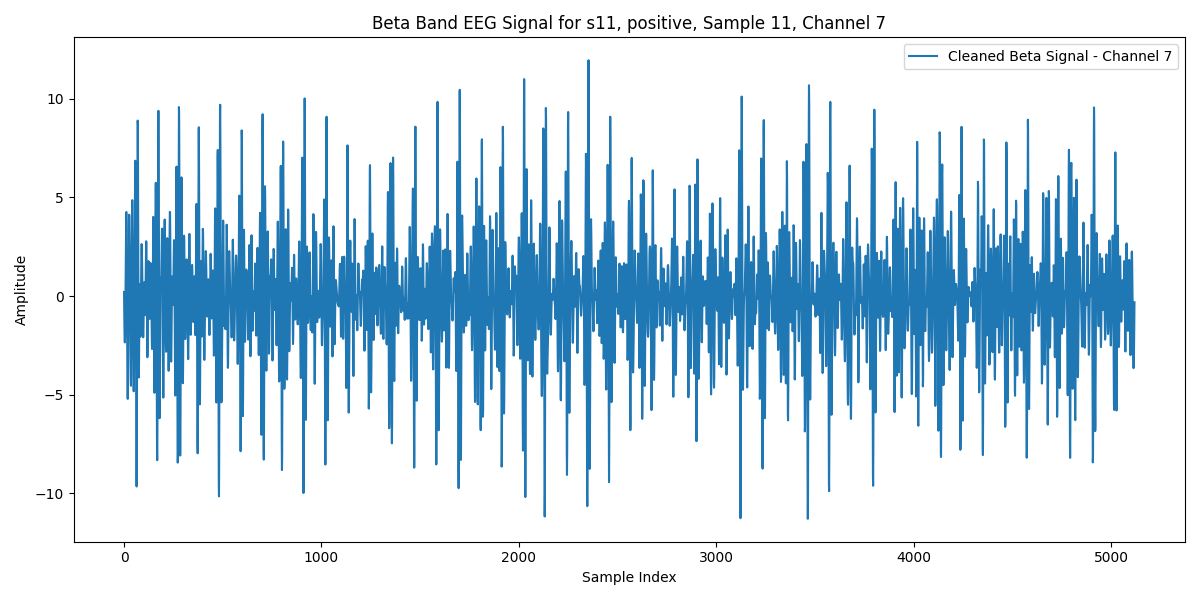 Beta Band EEG Signal for s11, positive, Sample 11, Channel 7
Cleaned Beta Signal - Channel 7
Amplitude
10
5
0
−5
−10
0 1000 2000 3000 4000 5000
Sample Index